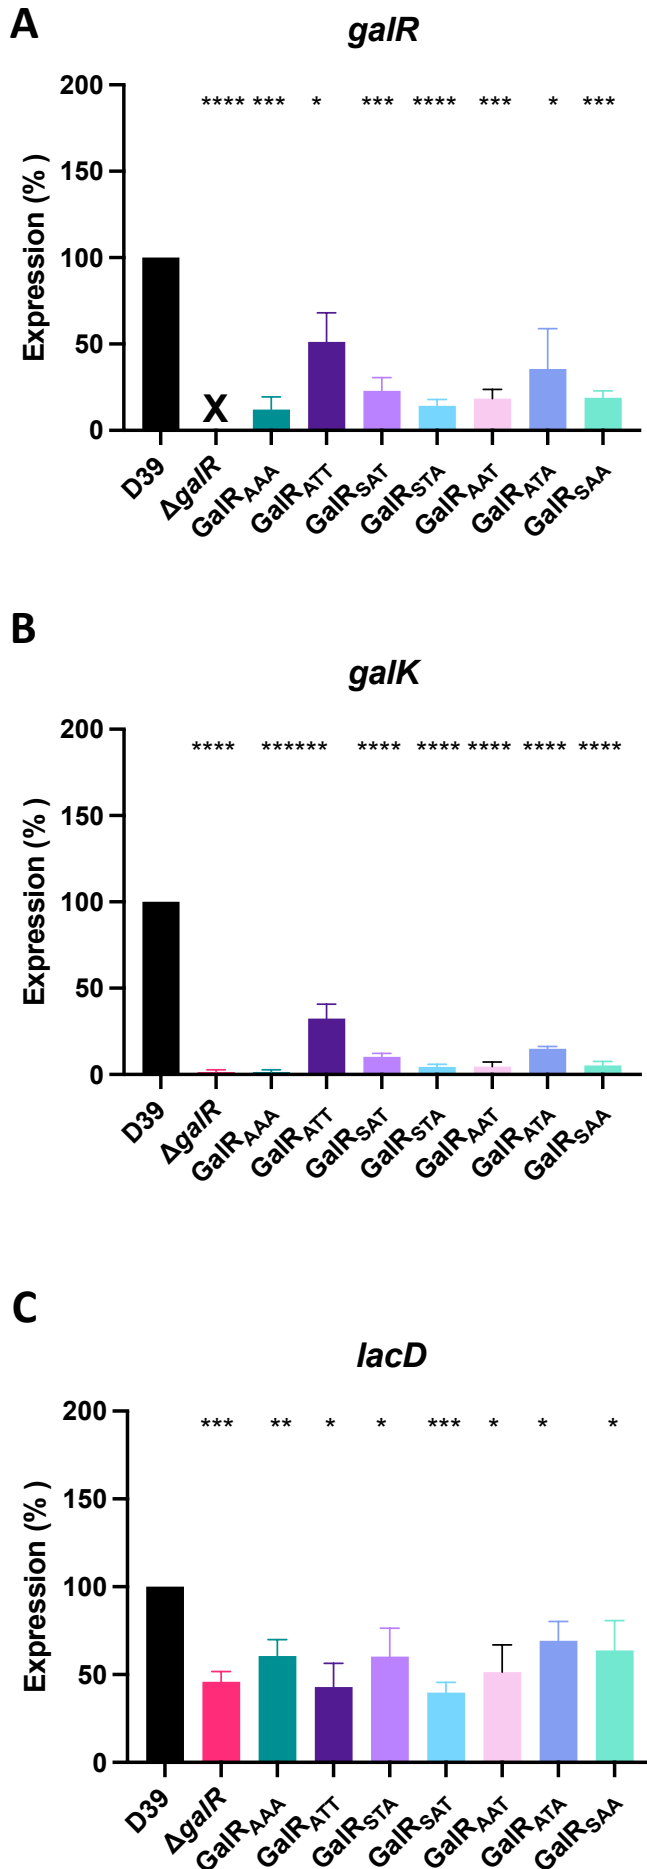 A
galR
200
**** *** * *** **** *** * ***
150
100
50
0
Expression (%)
X
D39
ΔgalR
GalRAAA
GalRATT
GalRSAT
GalRSTA
GalRAAT
GalRATA
GalRSAA
B
galK
200
**** ****** **** **** **** **** ****
150
100
50
0
Expression (%)
D39
ΔgalR
GalRAAA
GalRATT
GalRSAT
GalRSTA
GalRAAT
GalRATA
GalRSAA
C
lacD
200
*** ** * * *** * * *
150
100
50
0
Expression (%)
D39
ΔgalR
GalRAAA
GalRATT
GalRSTA
GalRSAT
GalRAAT
GalRATA
GalRSAA